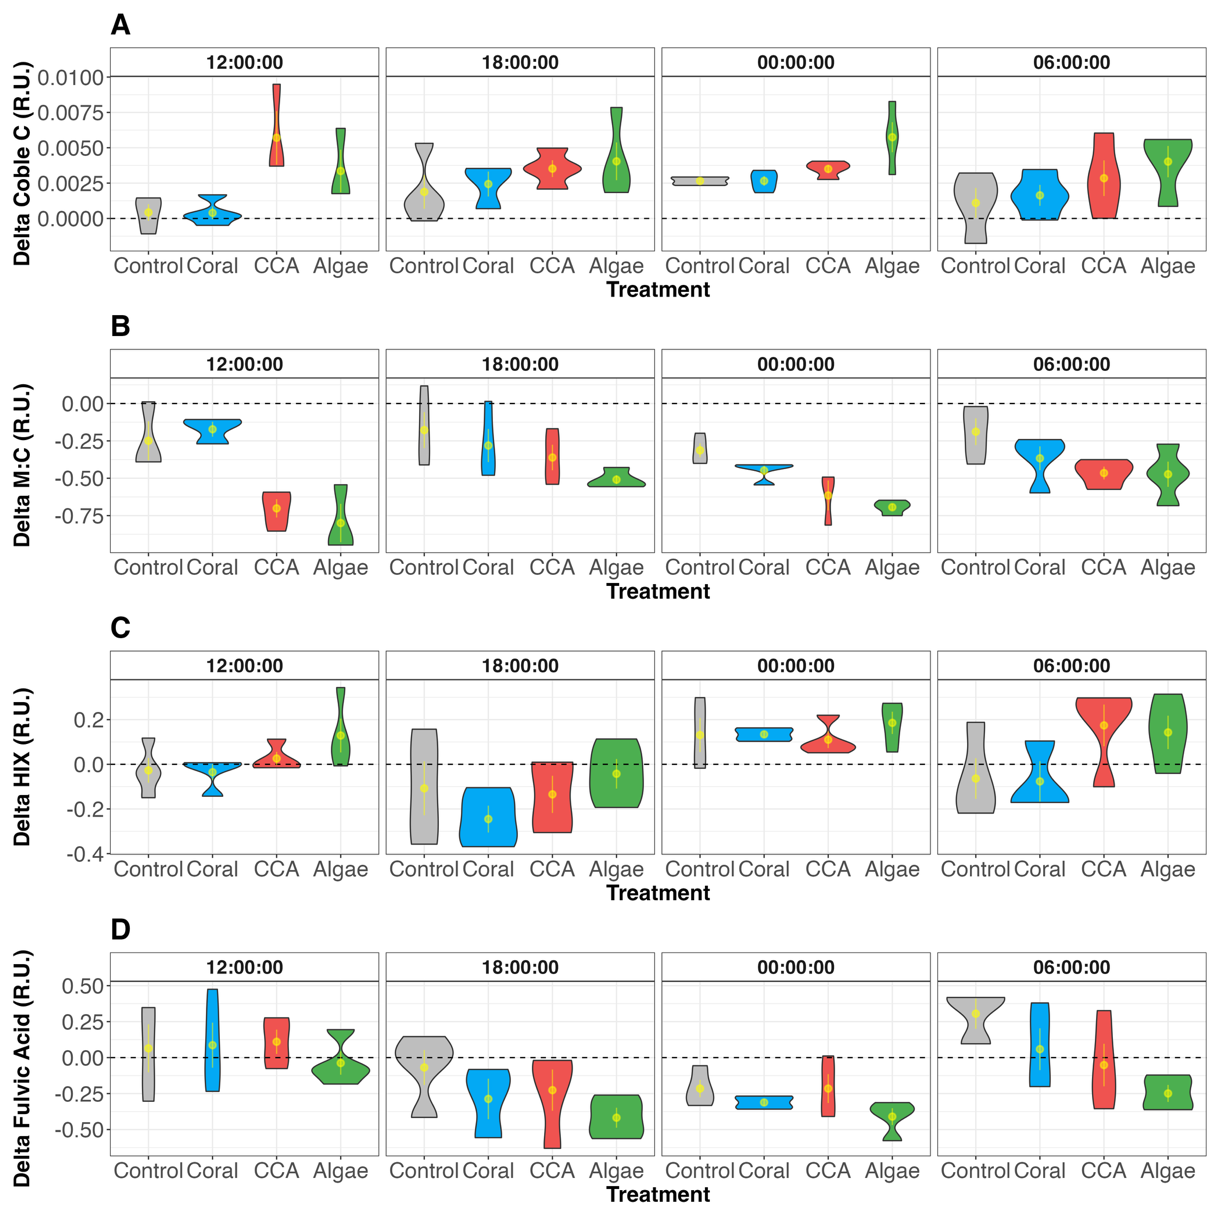 A
12:00:00 18:00:00 00:00:00 06:00:00
Delta Coble C (R.U.)
0.0100
0.0075
0.0050
0.0025
0.0000
Control Coral CCA Algae Control Coral CCA Algae Control Coral CCA Algae Control Coral CCA Algae
Treatment
B
12:00:00 18:00:00 00:00:00 06:00:00
Delta M:C (R.U.)
0.00
-0.25
-0.50
-0.75
Control Coral CCA Algae Control Coral CCA Algae Control Coral CCA Algae Control Coral CCA Algae
Treatment
C
12:00:00 18:00:00 00:00:00 06:00:00
Delta HIX (R.U.)
0.2
0.0
-0.2
-0.4
Control Coral CCA Algae Control Coral CCA Algae Control Coral CCA Algae Control Coral CCA Algae
Treatment
D
12:00:00 18:00:00 00:00:00 06:00:00
Delta Fulvic Acid (R.U.)
0.50
0.25
0.00
-0.25
-0.50
Control Coral CCA Algae Control Coral CCA Algae Control Coral CCA Algae Control Coral CCA Algae
Treatment